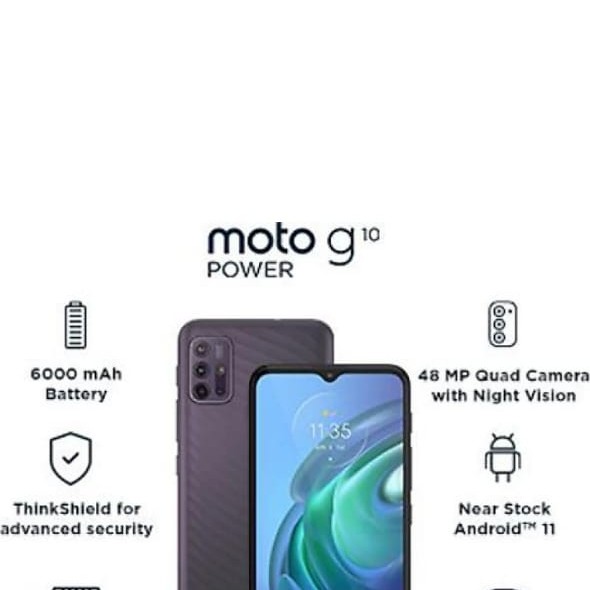 moto g10
POWER
6000 mAh
Battery
48 MP Quad Camera
with Night Vision
11:35
ThinkShield for
advanced security
Near Stock
Android™ 11